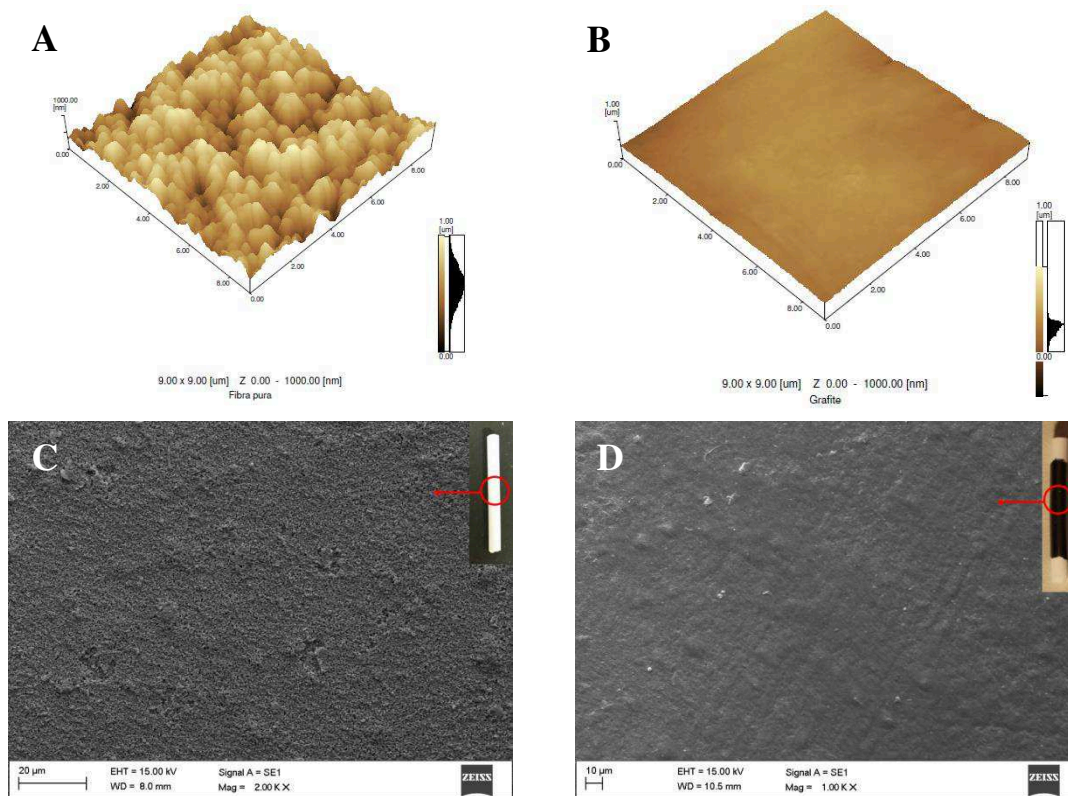 A
1000.00
[nm]
0.00
2.00
4.00
6.00
8.00
0.00
2.00
4.00
6.00
8.00
1.00
[um]
0.00
9.00 x 9.00 [um] Z 0.00 - 1000.00 [nm]
Fibra pura
B
1.00
[um]
0.00
2.00
4.00
6.00
8.00
0.00
2.00
4.00
6.00
8.00
1.00
[um]
0.00
9.00 x 9.00 [um] Z 0.00 - 1000.00 [nm]
Grafite
C
20 µm
EHT = 15.00 kV
Signal A = SE1
WD = 8.0 mm
Mag = 2.00 K X
ZEISS
D
10 µm
EHT = 15.00 kV
Signal A = SE1
WD = 10.5 mm
Mag = 1.00 K X
ZEISS